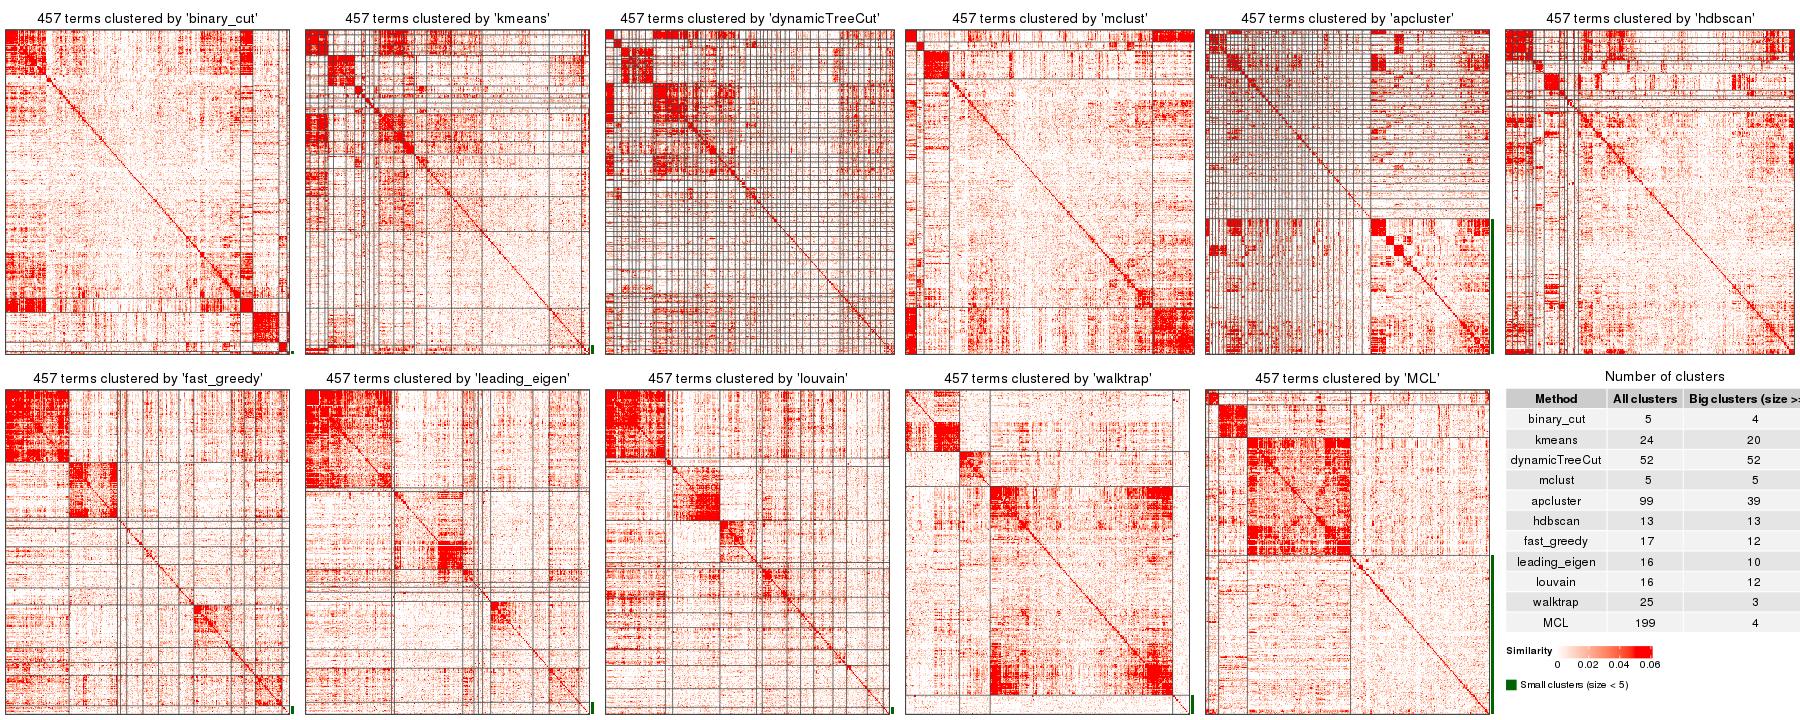 457 terms clustered by 'binary_cut'
457 terms clustered by 'kmeans'
457 terms clustered by 'dynamicTreeCut'
457 terms clustered by 'mclust'
457 terms clustered by 'apcluster'
457 terms clustered by 'hdbscan'
457 terms clustered by 'fast_greedy'
457 terms clustered by 'leading_eigen'
457 terms clustered by 'louvain'
457 terms clustered by 'walktrap'
457 terms clustered by 'MCL'
Number of clusters
Method All clusters Big clusters (size >=
binary_cut 5 4
kmeans 24 20
dynamicTreeCut 52 52
mclust 5 5
apcluster 99 39
hdbscan 13 13
fast_greedy 17 12
leading_eigen 16 10
louvain 16 12
walktrap 25 3
MCL 199 4
Similarity
0 0.02 0.04 0.06
Small clusters (size < 5)